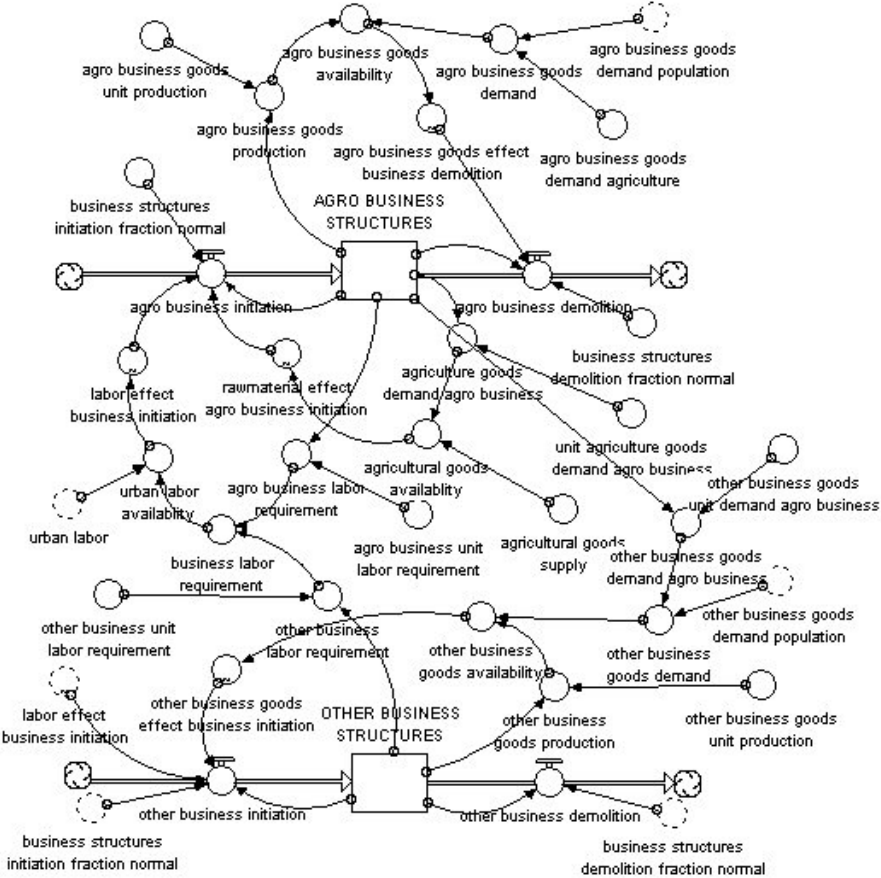 agro business goods
availability
agro business goods
unit production
agro business goods
demand
agro business goods
demand population
agro business goods
production
agro business goods effect
business demolition
agro business goods
demand agriculture
business structures
initiation fraction normal
AGRO BUSINESS
STRUCTURES
agro business initiation
agro business demolition
labor effect
business initiation
rawmaterial effect
agro business initiation
agriculture goods
demand agro business
business structures
demolition fraction normal
unit agriculture goods
demand agro business
urban labor
availablity
agro business labor
requirement
agricultural goods
availablity
other business goods
unit demand agro business
urban labor
agro business unit
labor requirement
agricultural goods
supply
business labor
requirement
other business goods
demand agro business
other business unit
labor requirement
other business
labor requirement
other business
goods availability
other business
goods demand
other business goods
demand population
labor effect
business initiation
other business goods
effect business initiation
OTHER BUSINESS
STRUCTURES
other business
goods production
other business goods
unit production
other business initiation
other business demolition
business structures
initiation fraction normal
business structures
demolition fraction normal